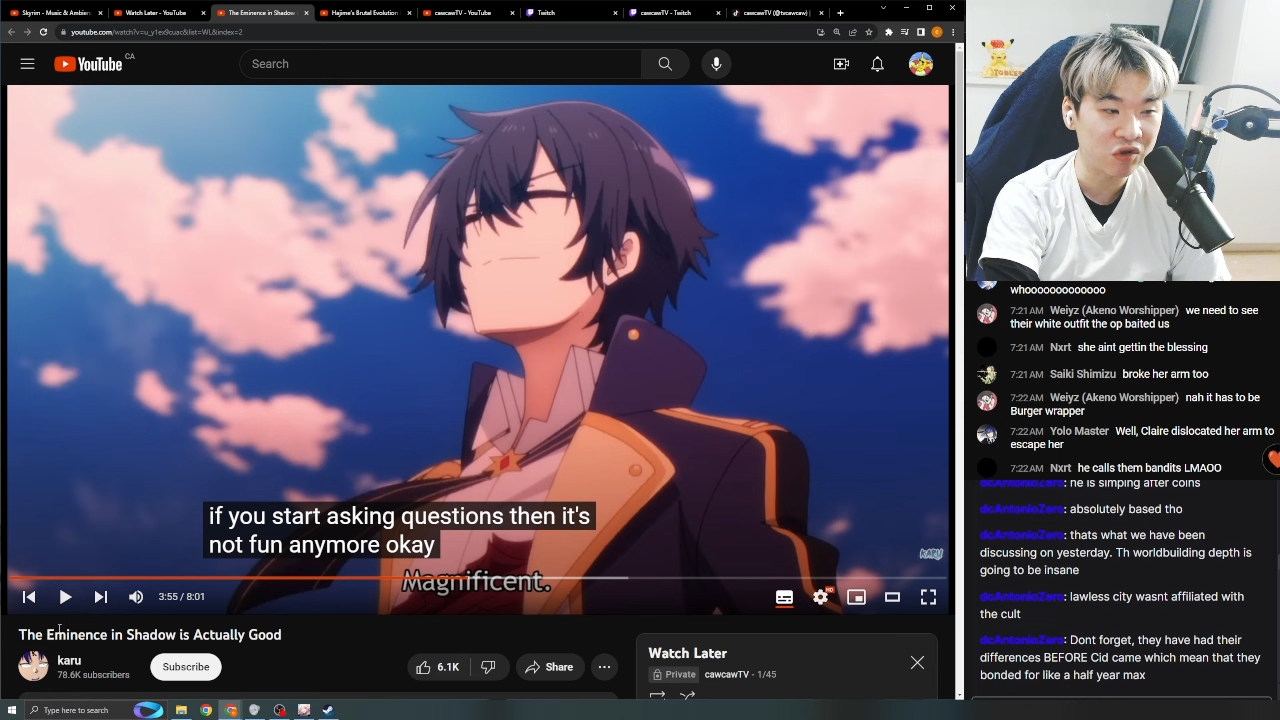 Skyrim - Music & Ambien
Watch Later - YouTube
The Eminence in Shadow
Hajime's Brutal Evolution
cawcawTV - YouTube
Twitch
cawcawTV - Twitch
youtube.com/watch?v=u_y1ex9cuac&list=WL&index=2
YouTube CA
Search
if you start asking questions then it's
not fun anymore okay
Magnificent.
KARU
3:55 / 8:01
HD
The Eminence in Shadow is Actually Good
karu
78.6K subscribers
Subscribe
6.1K
Share
Watch Later
Private
cawcawTV - 1/45
Type here to search
whooooooooooooo
7:21 AM Weiyz (Akeno Worshipper) we need to see
their white outfit the op baited us
7:21 AM Nxrt she aint gettin the blessing
7:21 AM Saiki Shimizu broke her arm too
7:22 AM Weiyz (Akeno Worshipper) nah it has to be
Burger wrapper
7:22 AM Yolo Master Well, Claire dislocated her arm to
escape her
7:22 AM Nxrt he calls them bandits LMAOO
dcAntonioZero: he is simping after coins
dcAntonioZero: absolutely based tho
dcAntonioZero: thats what we have been
discussing on yesterday. Th worldbuilding depth is
going to be insane
dcAntonioZero: lawless city wasnt affiliated with
the cult
dcAntonioZero: Dont forget, they have had their
differences BEFORE Cid came which mean that they
bonded for like a half year max